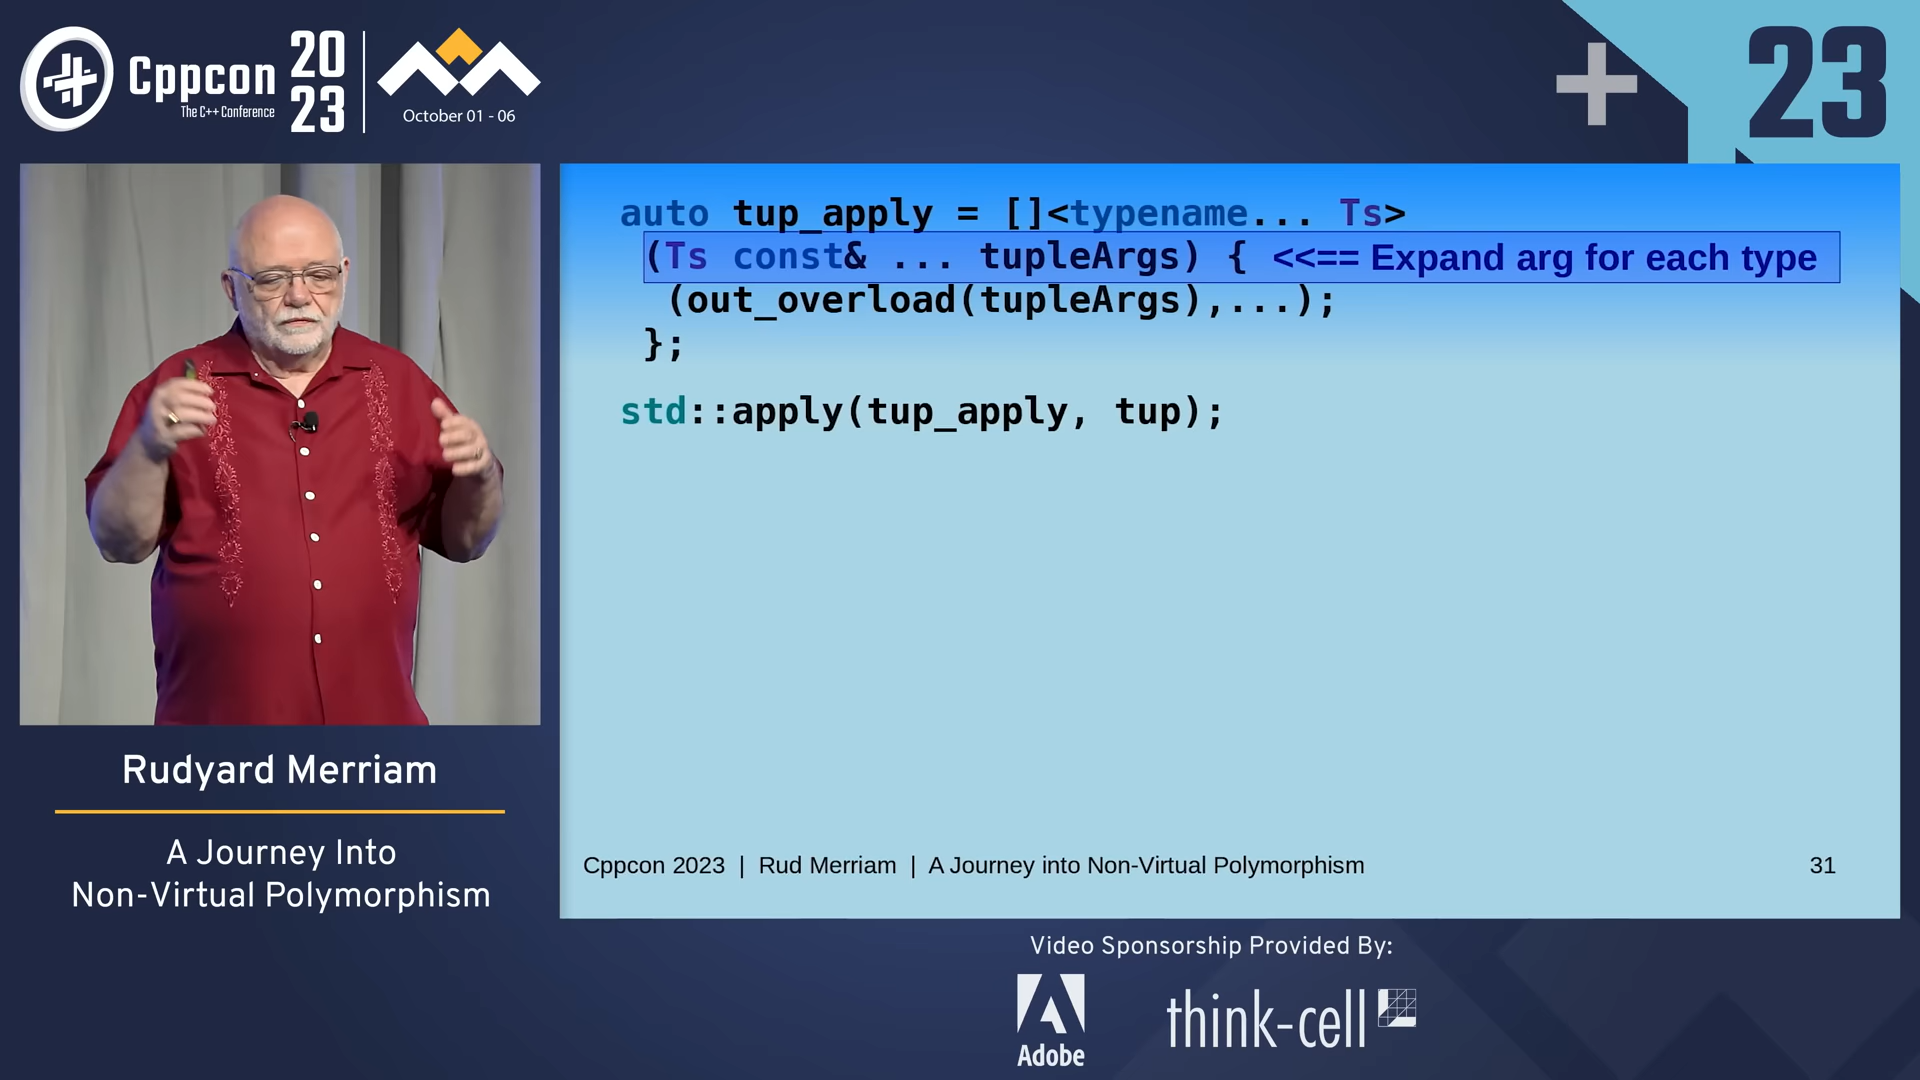 Cppcon
The C++ Conference
20
23
October 01 - 06
23
auto tup_apply = []<typename... Ts>
(Ts const& ... tupleArgs) { <<== Expand arg for each type
(out_overload(tupleArgs),...);
};
std::apply(tup_apply, tup);
Cppcon 2023 | Rud Merriam | A Journey into Non-Virtual Polymorphism
31
Rudyard Merriam
A Journey Into
Non-Virtual Polymorphism
Video Sponsorship Provided By:
Adobe
think-cell